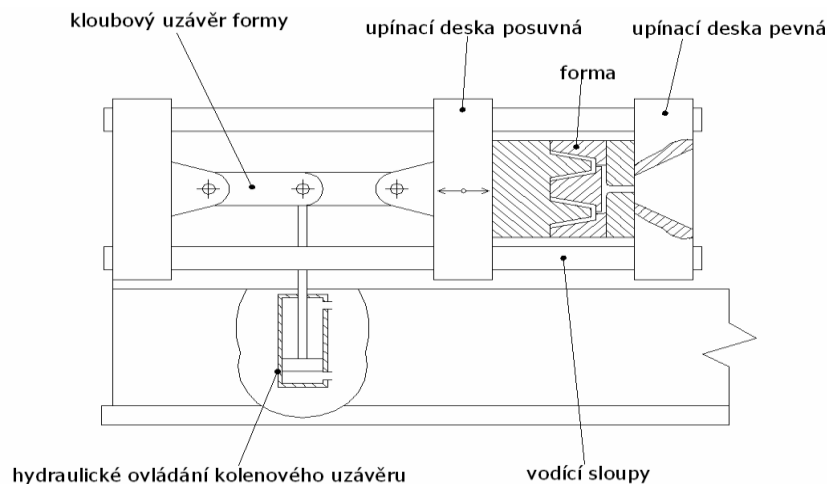 kloubový uzávěr formy
upínací deska posuvná
upínací deska pevná
forma
hydraulické ovládání kolenového uzávěru
vodící sloupy